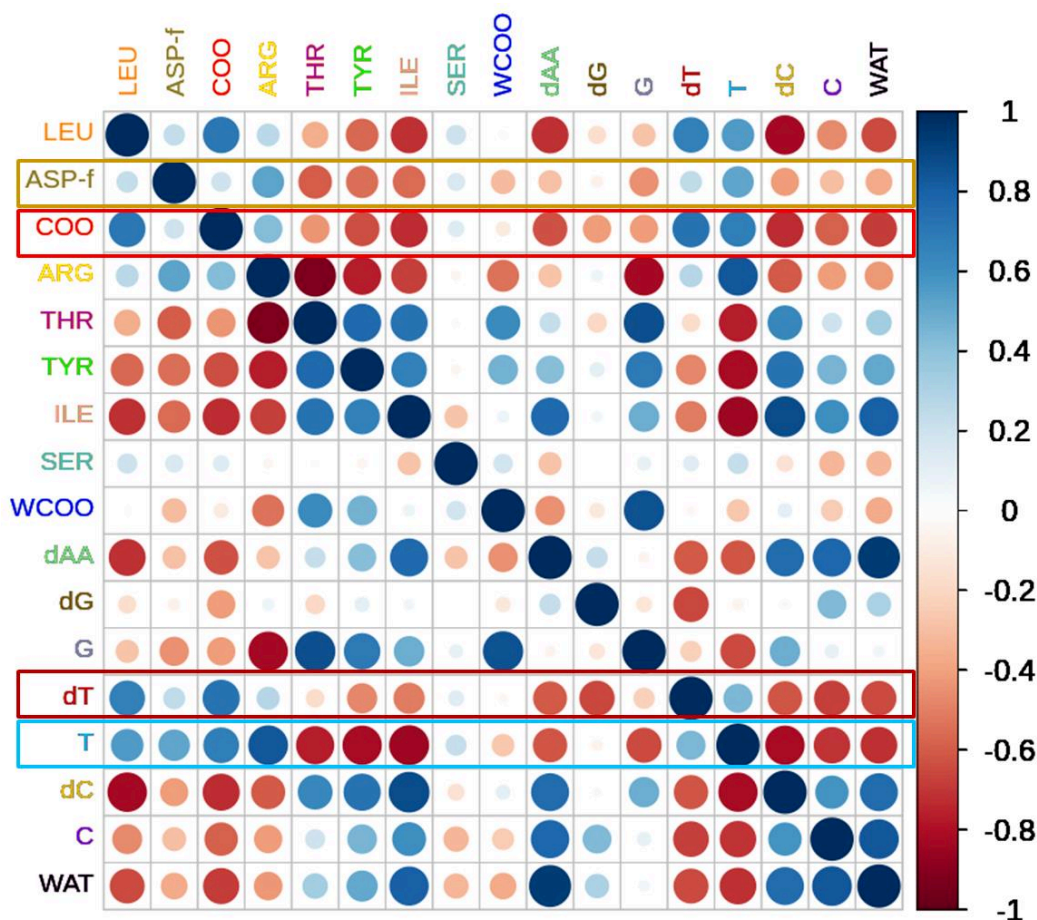 LEU ASP-f COO ARG THR TYR ILE SER WCOO dAA dG G dT T dC C WAT
LEU
ASP-f
COO
ARG
THR
TYR
ILE
SER
WCOO
dAA
dG
G
dT
T
dC
C
WAT
1
0.8
0.6
0.4
0.2
0
-0.2
-0.4
-0.6
-0.8
-1